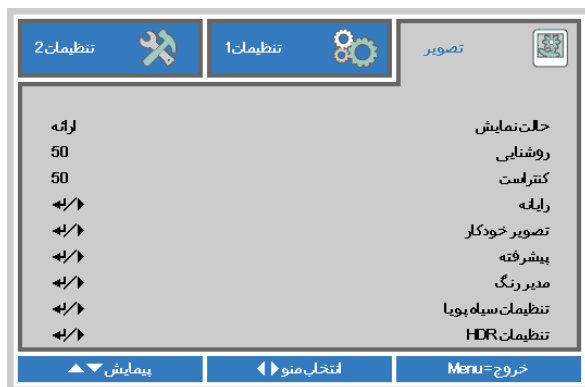 تصویر
تنظیمات1
تنظیمات2
حالت نمایش ارائه
روشنایی 50
کنتراست 50
رایانه ↵/▶
تصویر خودکار ↵/▶
پیشرفته ↵/▶
مدیر رنگ ↵/▶
تنظیمات سیاه پویا ↵/▶
تنظیمات HDR ↵/▶
خروج=Menu
انتخاب منو ◀▶
پیمایش ▼▲